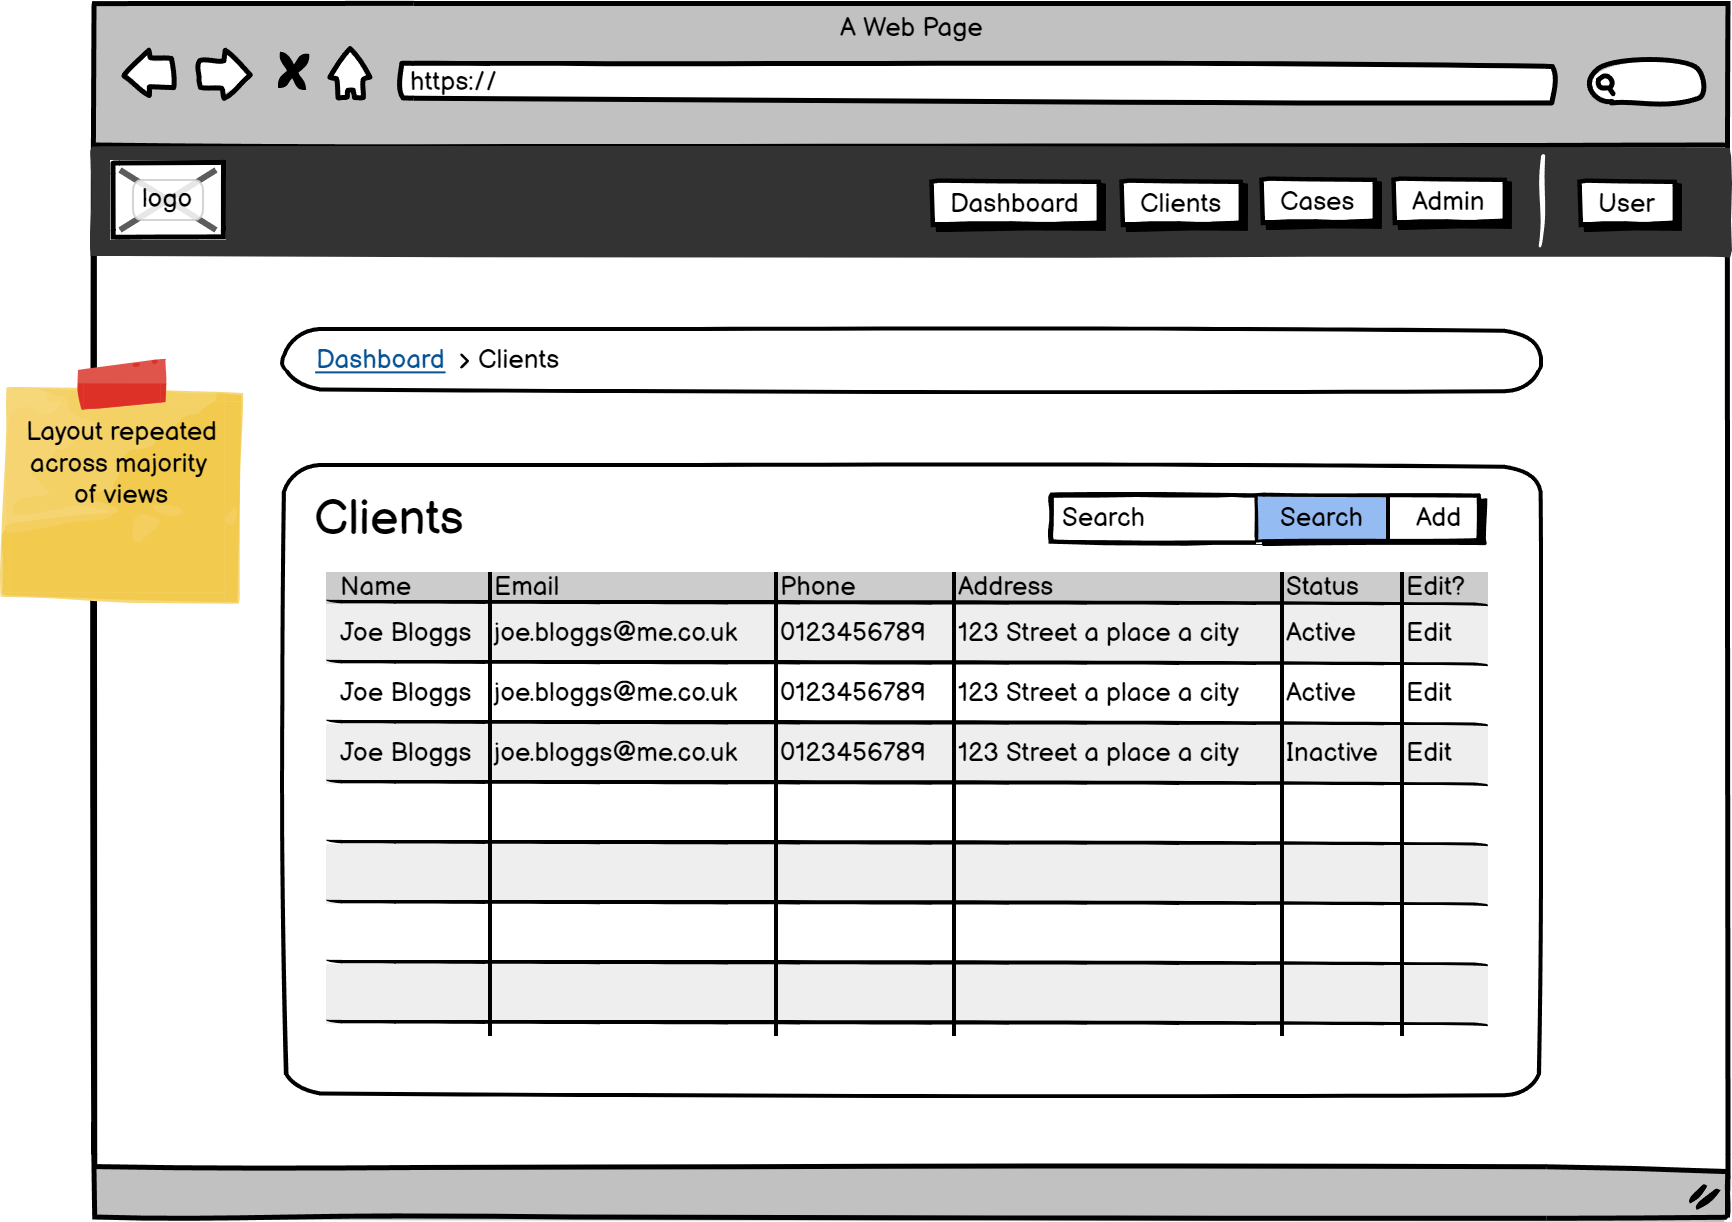 A Web Page
https://
logo
Dashboard Clients Cases Admin User
Dashboard > Clients
Layout repeated
across majority
of views
Clients
Search Search Add
Name Email Phone Address Status Edit?
Joe Bloggs joe.bloggs@me.co.uk 0123456789 123 Street a place a city Active Edit
Joe Bloggs joe.bloggs@me.co.uk 0123456789 123 Street a place a city Active Edit
Joe Bloggs joe.bloggs@me.co.uk 0123456789 123 Street a place a city Inactive Edit